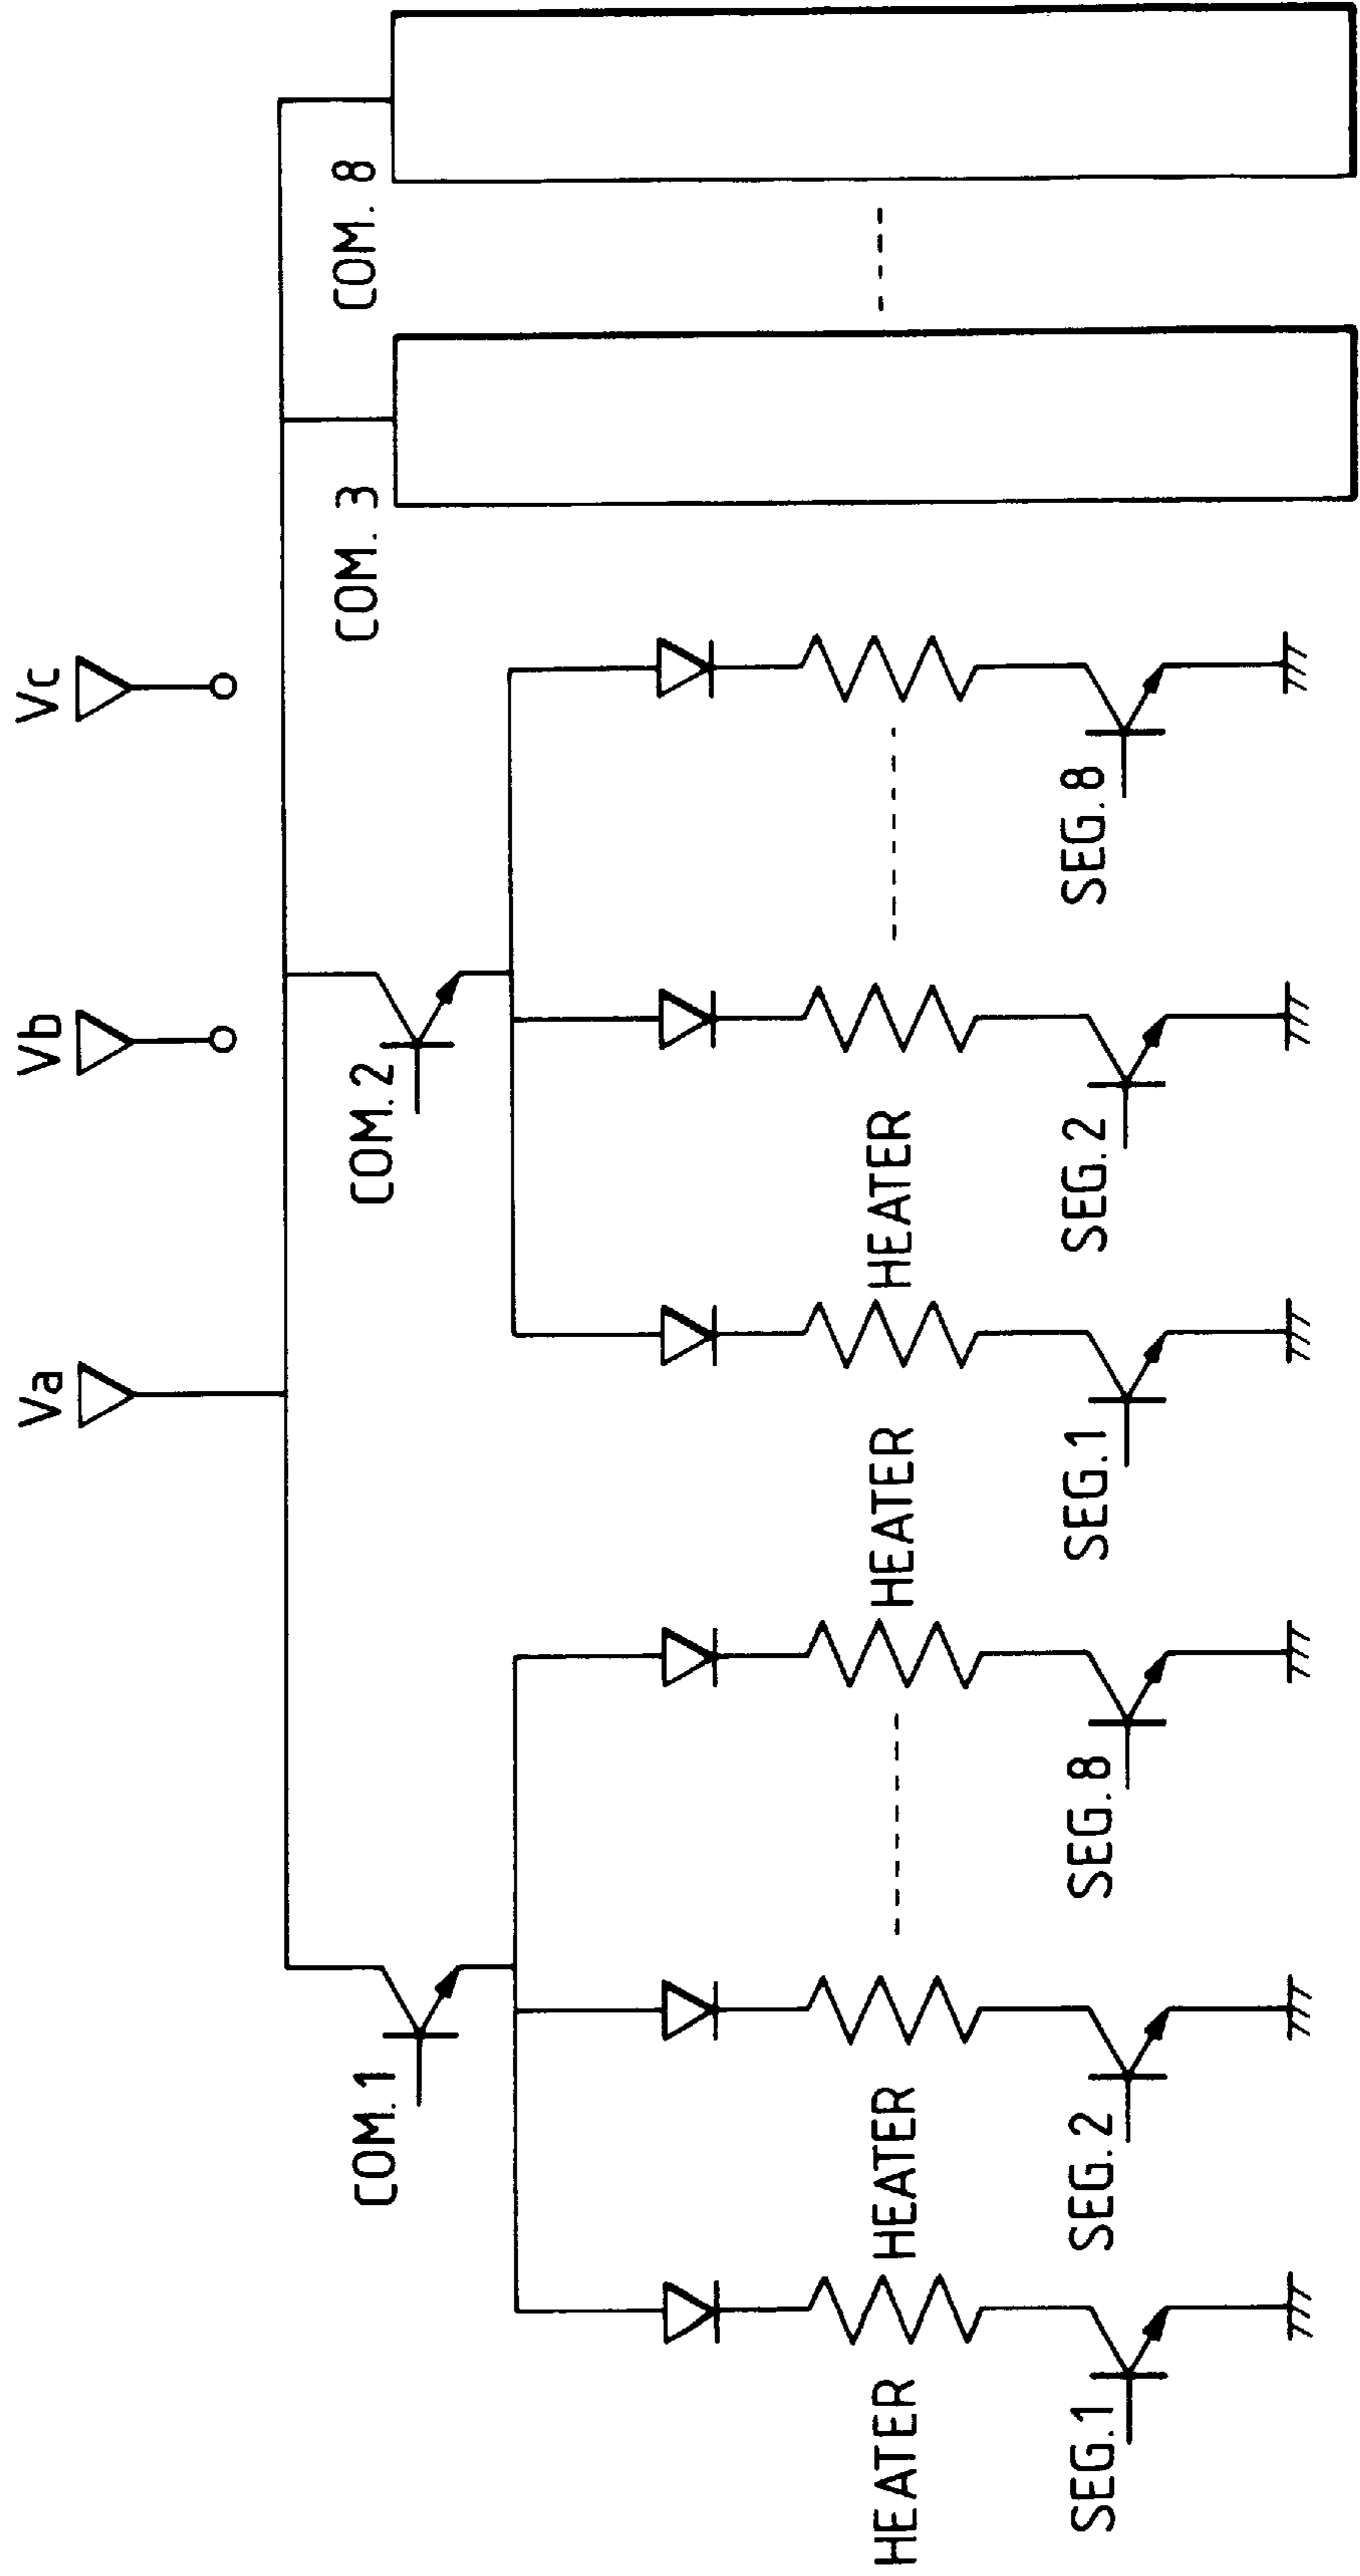 Va
Vb
Vc
COM. 1
COM. 2
COM. 3
COM. 8
HEATER
HEATER
HEATER
HEATER
SEG.1
SEG.2
SEG.8
SEG.1
SEG.2
SEG.8